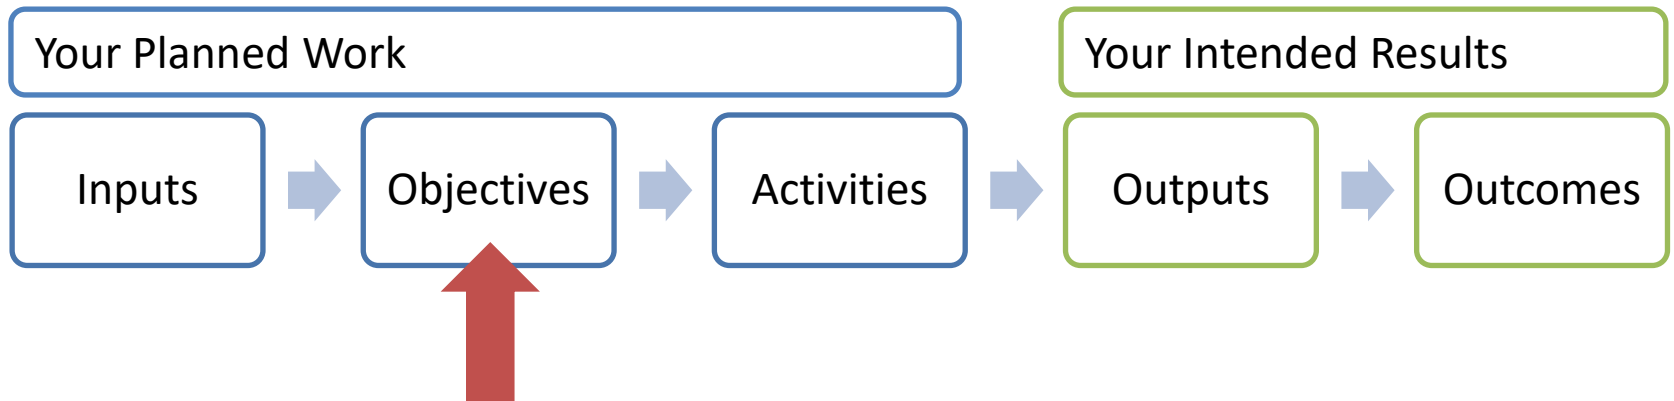 Your Planned Work
Your Intended Results
Inputs
Objectives
Activities
Outputs
Outcomes